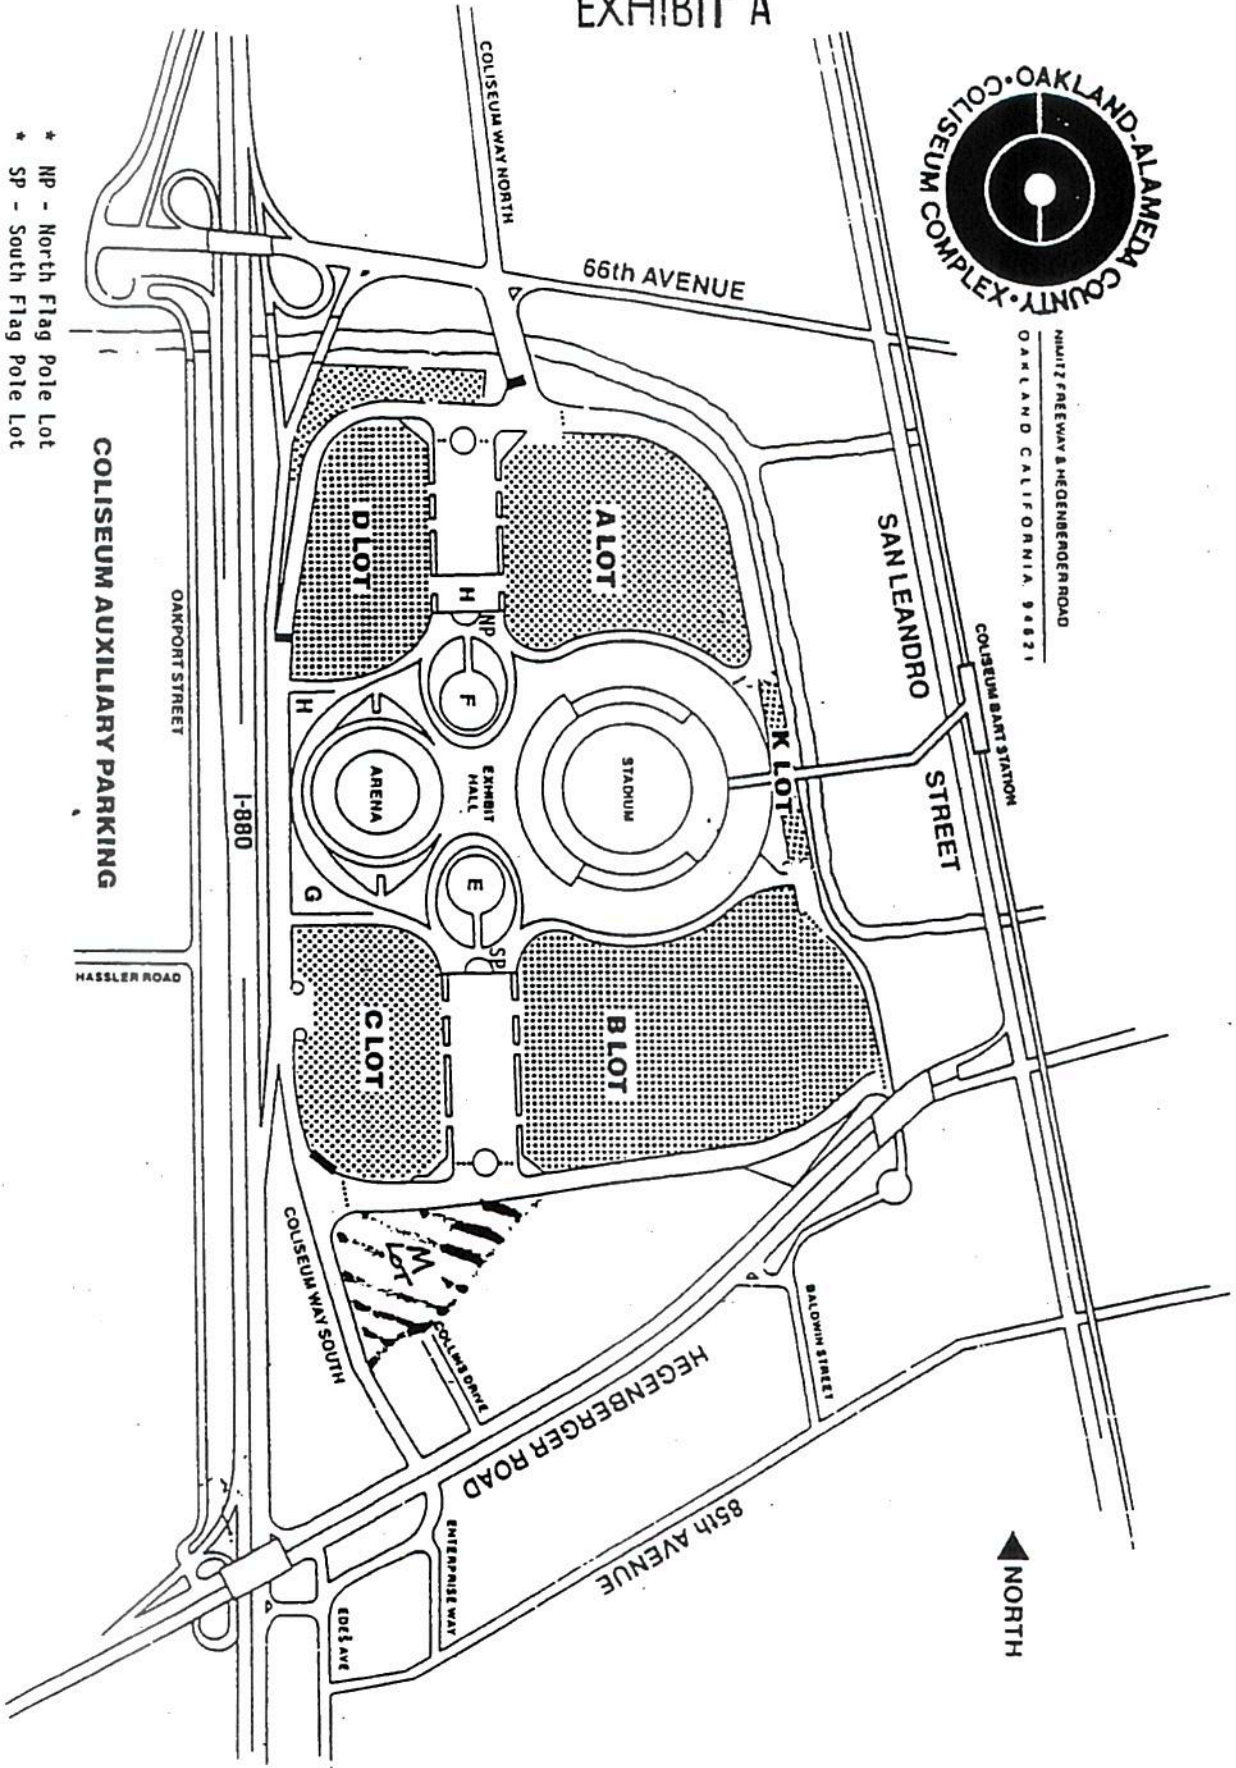 EXHIBIT A
OAKLAND-ALAMEDA COUNTY • COLISEUM COMPLEX •
NIMITZ FREEWAY & HEGENBERGER ROAD
OAKLAND CALIFORNIA 94621
COLISEUM WAY NORTH
66th AVENUE
SAN LEANDRO STREET
COLISEUM BART STATION
A LOT
D LOT
H
NP
F
K LOT
STADIUM
EXHIBIT
HALL
ARENA
H
G
E
SP
B LOT
C LOT
M
LOT
I-880
OAKPORT STREET
COLISEUM AUXILIARY PARKING
HASSLER ROAD
COLISEUM WAY SOUTH
COLLINS DRIVE
BALDWIN STREET
HEGENBERGER ROAD
85th AVENUE
ENTERPRISE WAY
EDES AVE
NORTH
* NP - North Flag Pole Lot
* SP - South Flag Pole Lot